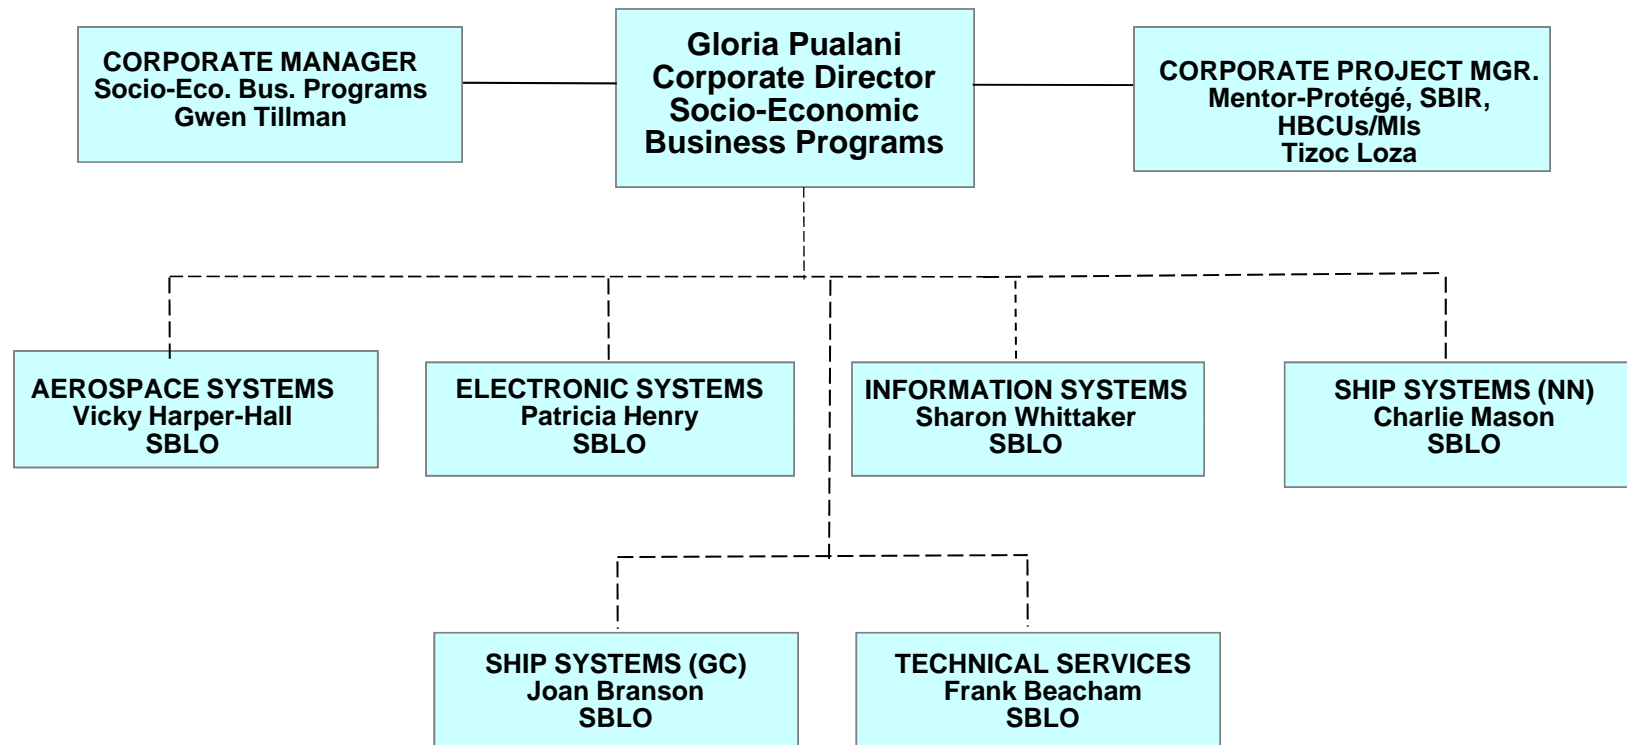 CORPORATE MANAGER
Socio-Eco. Bus. Programs
Gwen Tillman
Gloria Pualani
Corporate Director
Socio-Economic
Business Programs
CORPORATE PROJECT MGR.
Mentor-Protégé, SBIR,
HBCUs/MIs
Tizoc Loza
AEROSPACE SYSTEMS
Vicky Harper-Hall
SBLO
ELECTRONIC SYSTEMS
Patricia Henry
SBLO
INFORMATION SYSTEMS
Sharon Whittaker
SBLO
SHIP SYSTEMS (NN)
Charlie Mason
SBLO
SHIP SYSTEMS (GC)
Joan Branson
SBLO
TECHNICAL SERVICES
Frank Beacham
SBLO